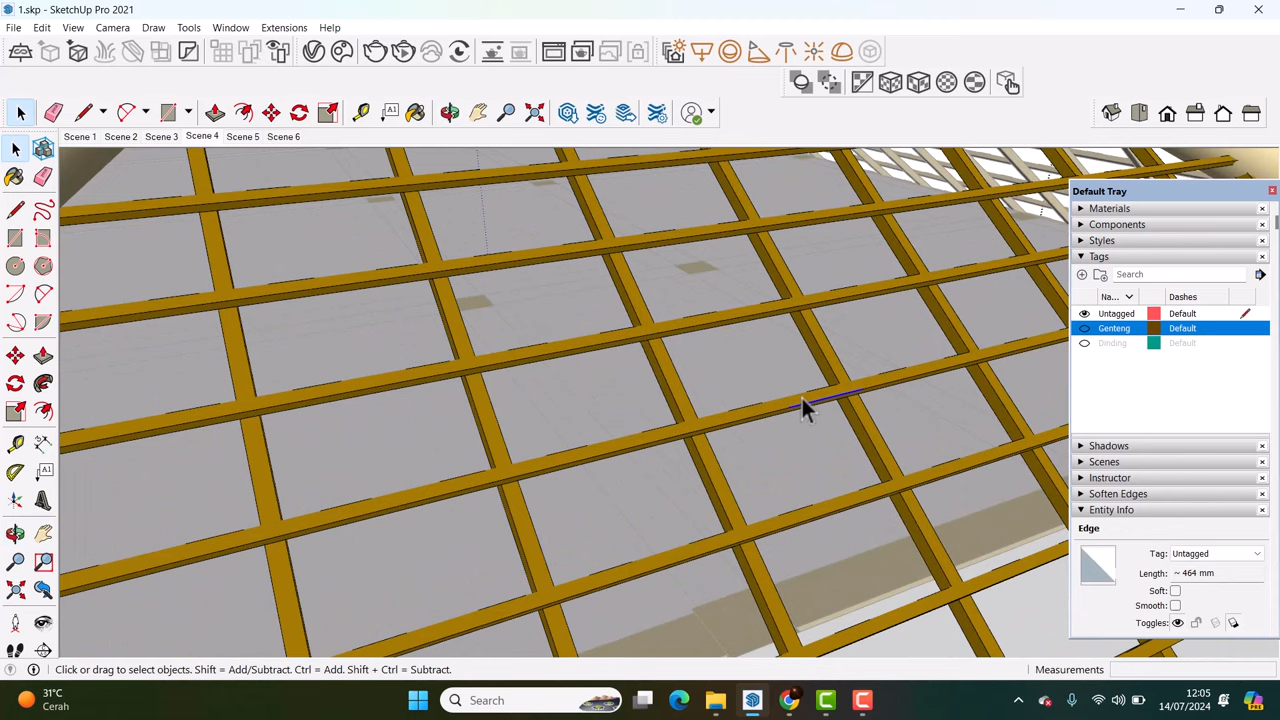 1.skp - SketchUp Pro 2021
File Edit View Camera Draw Tools Window Extensions Help
A1
Scene 1 Scene 2 Scene 3 Scene 4 Scene 5 Scene 6
Default Tray
Materials
Components
Styles
Tags
Search
Na... Dashes
Untagged Default
Genteng Default
Dinding Default
A1
Shadows
Scenes
Instructor
Soften Edges
Entity Info
Edge
Tag: Untagged
Length: ~ 464 mm
Soft:
Smooth:
Toggles:
Click or drag to select objects. Shift = Add/Subtract. Ctrl = Add. Shift + Ctrl = Subtract.
Measurements
31°C
Cerah
Search
12:05
14/07/2024